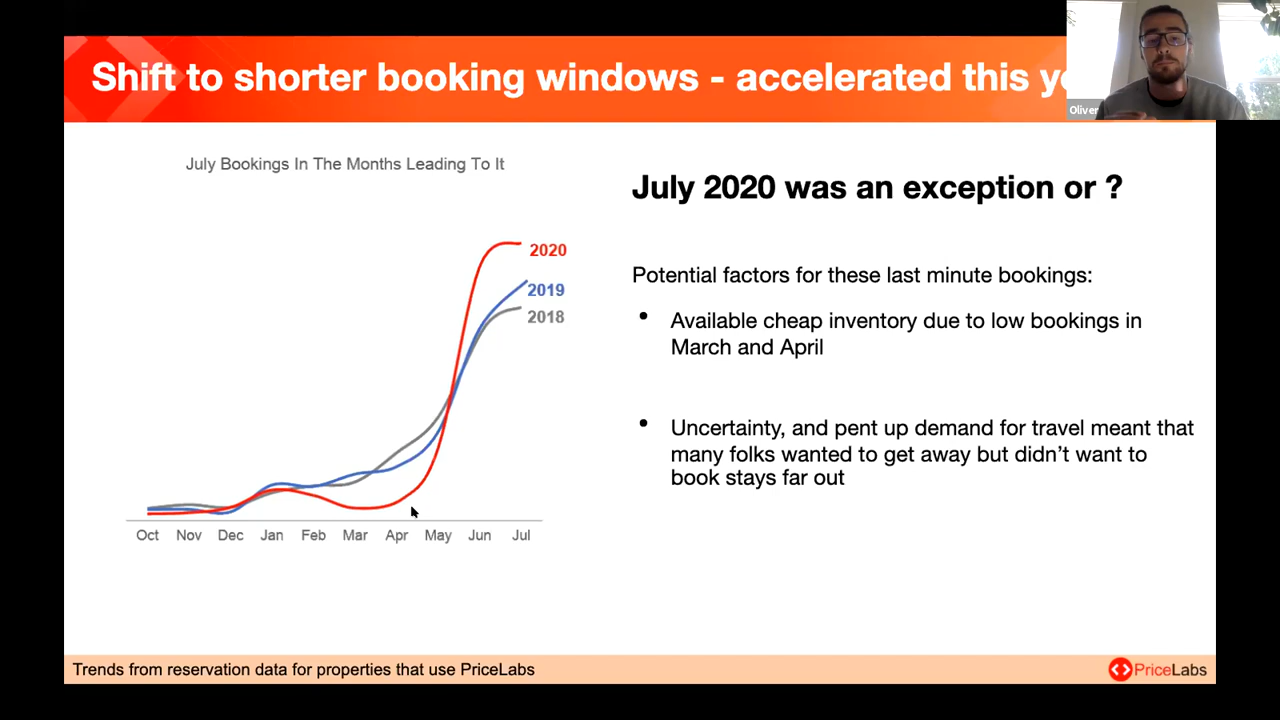 Shift to shorter booking windows - accelerated this
Oliver
July Bookings In The Months Leading To It
2020
2019
2018
Oct Nov Dec Jan Feb Mar Apr May Jun Jul
July 2020 was an exception or ?
Potential factors for these last minute bookings:
• Available cheap inventory due to low bookings in
March and April
• Uncertainty, and pent up demand for travel meant that
many folks wanted to get away but didn’t want to
book stays far out
Trends from reservation data for properties that use PriceLabs
PriceLabs